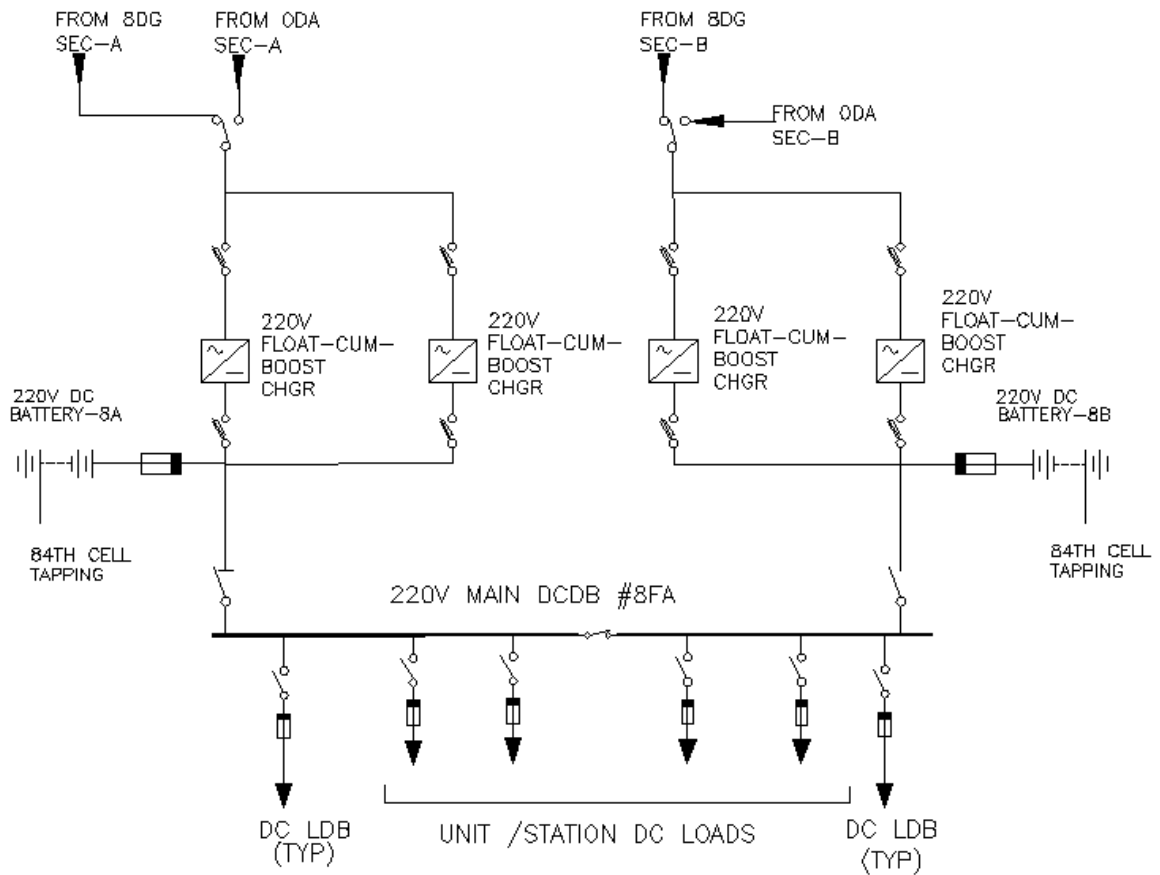 FROM 8DG
SEC-A
FROM 0DA
SEC-A
FROM 8DG
SEC-B
FROM 0DA
SEC-B
220V
FLOAT-CUM-
BOOST
CHGR
220V
FLOAT-CUM-
BOOST
CHGR
220V
FLOAT-CUM-
BOOST
CHGR
220V
FLOAT-CUM-
BOOST
CHGR
220V DC
BATTERY-8A
220V DC
BATTERY-8B
84TH CELL
TAPPING
84TH CELL
TAPPING
220V MAIN DCDB #8FA
DC LDB
(TYP)
UNIT /STATION DC LOADS
DC LDB
(TYP)